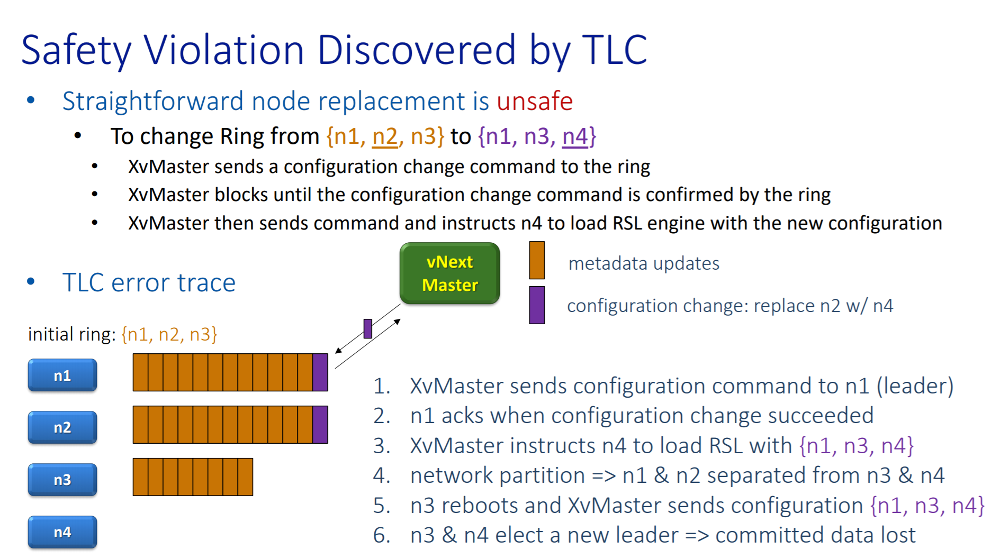 Safety Violation Discovered by TLC
• Straightforward node replacement is unsafe
• To change Ring from {n1, n2, n3} to {n1, n3, n4}
• XvMaster sends a configuration change command to the ring
• XvMaster blocks until the configuration change command is confirmed by the ring
• XvMaster then sends command and instructs n4 to load RSL engine with the new configuration
vNext
Master
metadata updates
configuration change: replace n2 w/ n4
• TLC error trace
initial ring: {n1, n2, n3}
n1
n2
n3
n4
1. XvMaster sends configuration command to n1 (leader)
2. n1 acks when configuration change succeeded
3. XvMaster instructs n4 to load RSL with {n1, n3, n4}
4. network partition => n1 & n2 separated from n3 & n4
5. n3 reboots and XvMaster sends configuration {n1, n3, n4}
6. n3 & n4 elect a new leader => committed data lost